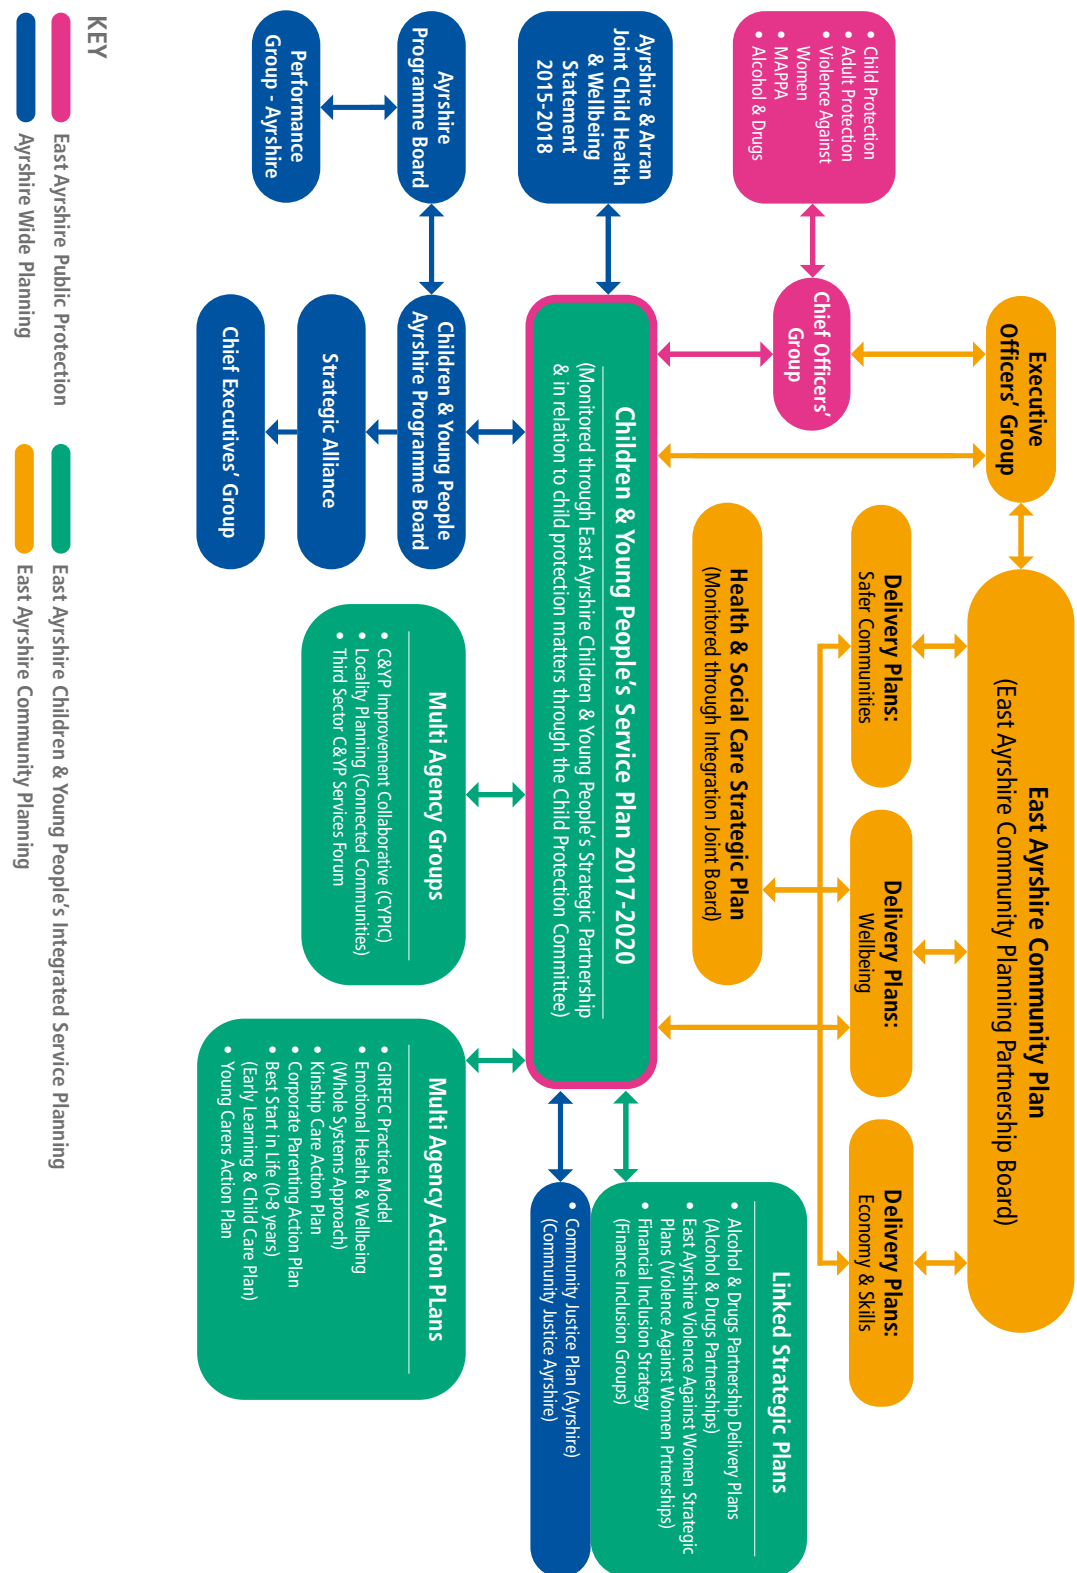 East Ayrshire Community Plan
(East Ayrshire Community Planning Partnership Board)
Executive
Officers’ Group
Delivery Plans:
Safer Communities
Delivery Plans:
Wellbeing
Delivery Plans:
Economy & Skills
• Child Protection
• Adult Protection
• Violence Against
Women
• MAPPA
• Alcohol & Drugs
Chief Officers’
Group
Health & Social Care Strategic Plan
(Monitored through Integration Joint Board)
Linked Strategic Plans
• Alcohol & Drugs Partnership Delivery Plans
(Alcohol & Drugs Partnerships)
• East Ayrshire Violence Against Women Strategic
Plans (Violence Against Women Prtnerships)
• Financial Inclusion Strategy
(Finance Inclusion Groups)
Ayrshire & Arran
Joint Child Health
& Wellbeing
Statement
2015-2018
Children & Young People’s Service Plan 2017-2020
(Monitored through East Ayrshire Children & Young People’s Strategic Partnership
& in relation to child protection matters through the Child Protection Committee)
• Community Justice Plan (Ayrshire)
(Community Justice Ayrshire)
Ayrshire
Programme Board
Children & Young People
Ayrshire Programme Board
Multi Agency Groups
• C&YP Improvement Collaborative (CYPIC)
• Locality Planning (Connected Communities)
• Third Sector C&YP Services Forum
Multi Agency Action PLans
• GIRFEC Practice Model
• Emotional Health & Wellbeing
(Whole Systems Approach)
• Kinship Care Action Plan
• Corporate Parenting Action Plan
• Best Start in Life (0-8 years)
(Early Learning & Child Care Plan)
• Young Carers Action Plan
Performance
Group - Ayrshire
Strategic Alliance
Chief Executives’ Group
KEY
East Ayrshire Public Protection
East Ayrshire Children & Young People’s Integrated Service Planning
Ayrshire Wide Planning
East Ayrshire Community Planning